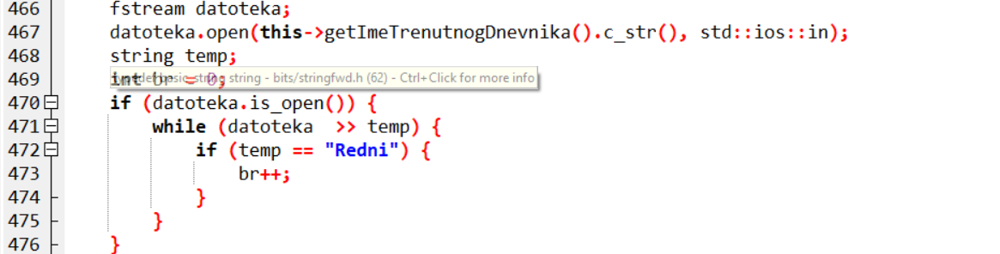 466 fstream datoteka;
467 datoteka.open(this->getImeTrenutnogDnevnika().c_str(), std::ios::in);
468 string temp;
469 int br = 0;
typedef basic_string string - bits/stringfwd.h (62) - Ctrl+Click for more info
470 if (datoteka.is_open()) {
471 while (datoteka  >> temp) {
472 if (temp == "Redni") {
473 br++;
474 }
475 }
476 }